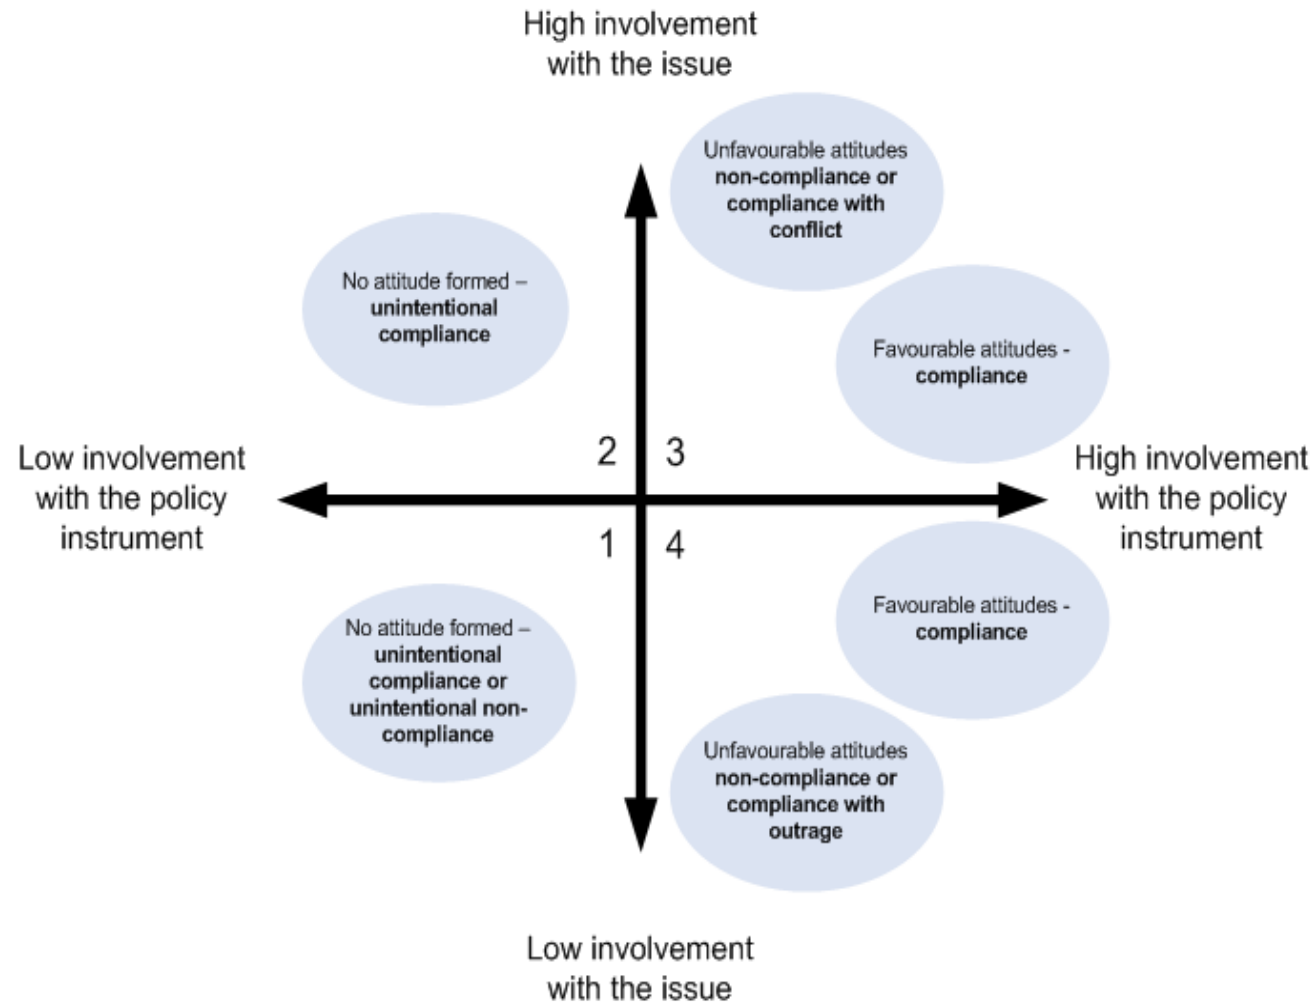 High involvement
with the issue
Unfavourable attitudes
non-compliance or
compliance with
conflict
No attitude formed –
unintentional
compliance
Favourable attitudes -
compliance
2
3
Low involvement
with the policy
instrument
High involvement
with the policy
instrument
1
4
Favourable attitudes -
compliance
No attitude formed –
unintentional
compliance or
unintentional non-
compliance
Unfavourable attitudes
non-compliance or
compliance with
outrage
Low involvement
with the issue